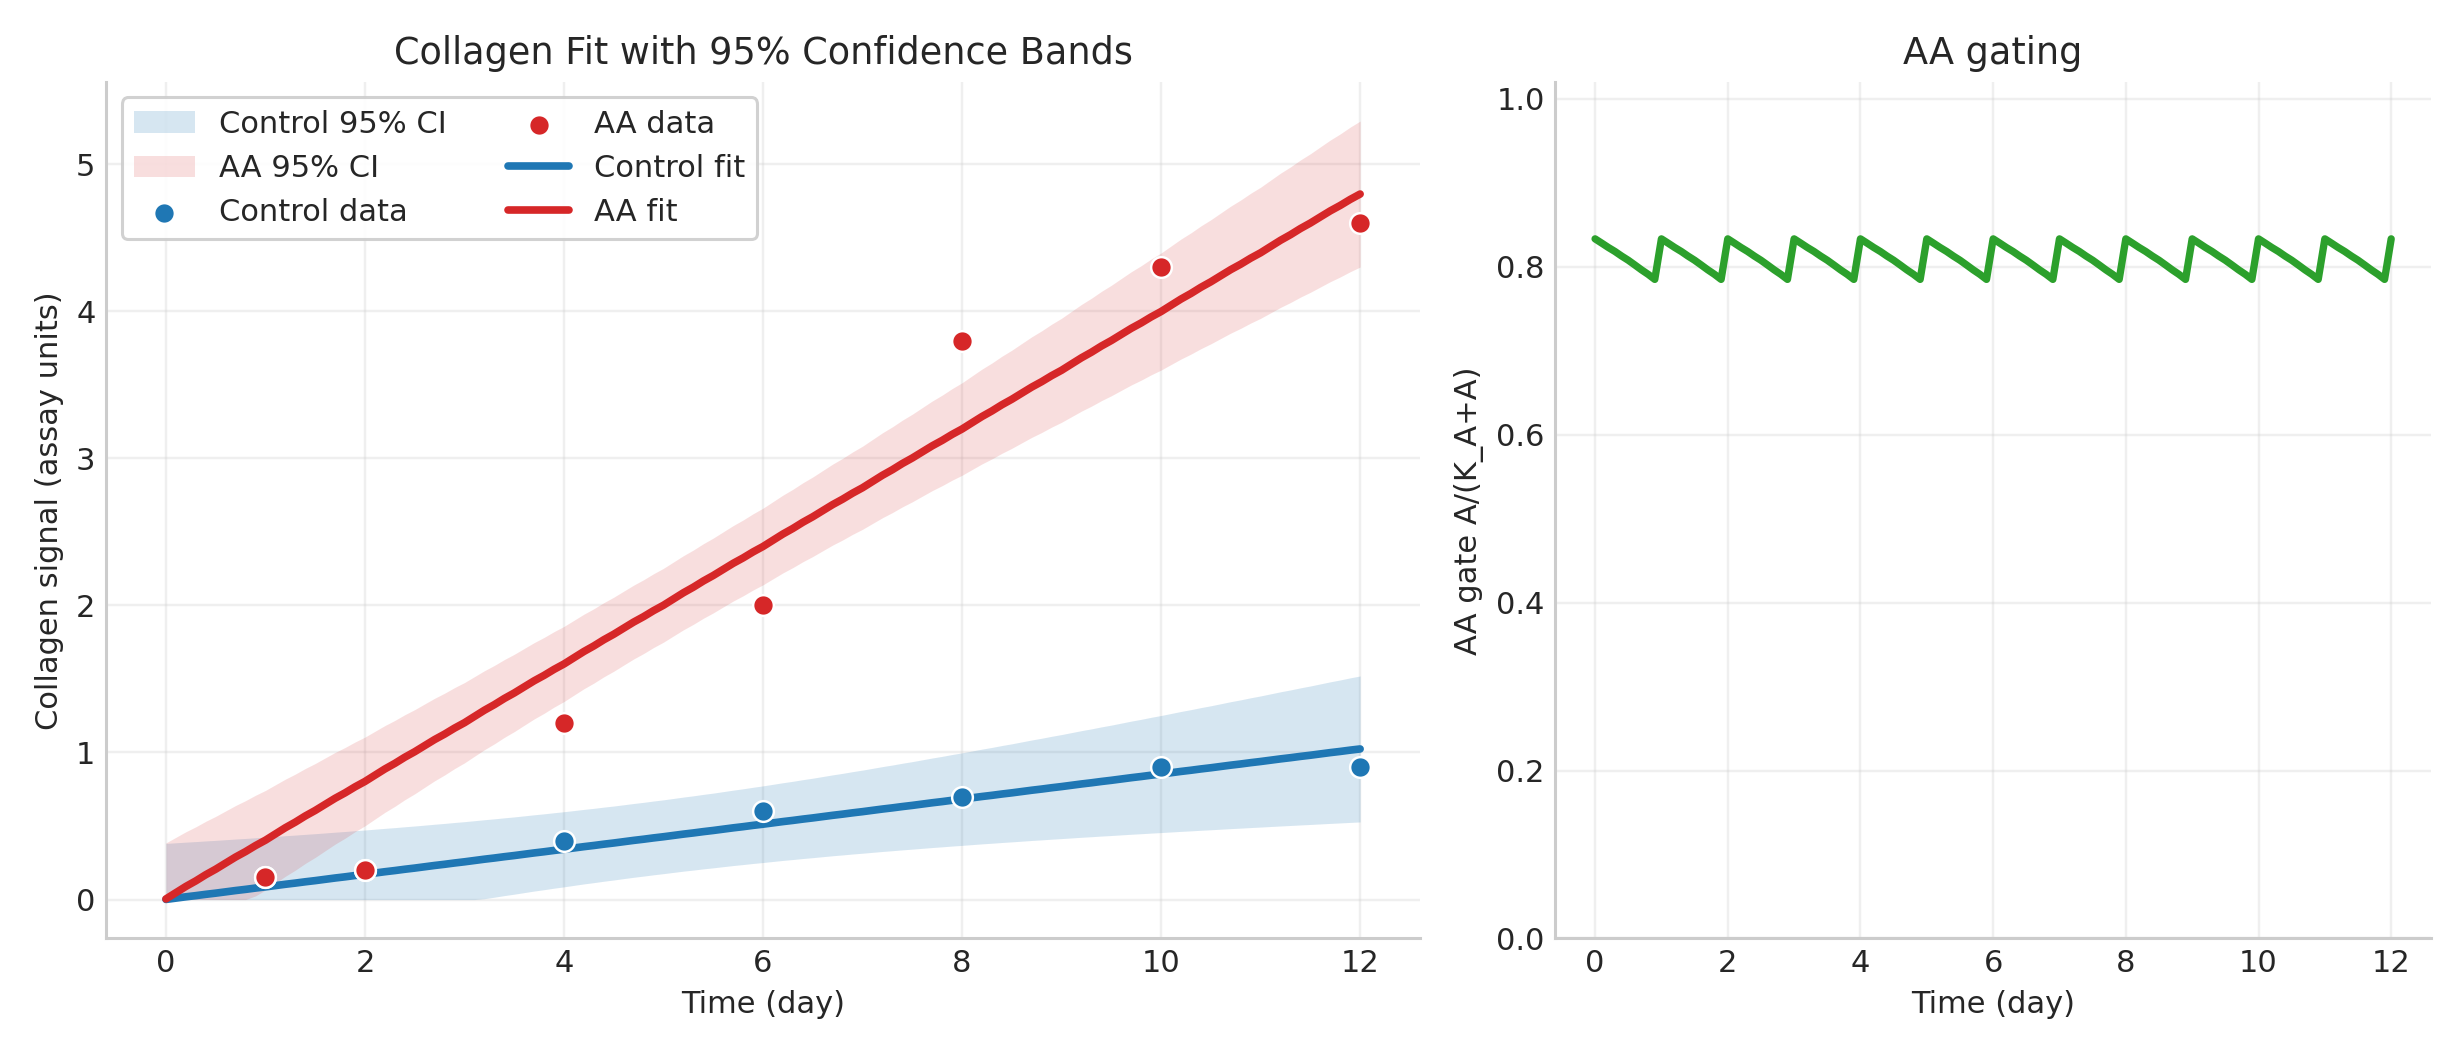 Collagen Fit with 95% Confidence Bands
Control 95% CI
AA 95% CI
Control data
AA data
Control fit
AA fit
Collagen signal (assay units)
5
4
3
2
1
0
0 2 4 6 8 10 12
Time (day)
AA gating
AA gate A/(K_A+A)
1.0
0.8
0.6
0.4
0.2
0.0
0 2 4 6 8 10 12
Time (day)